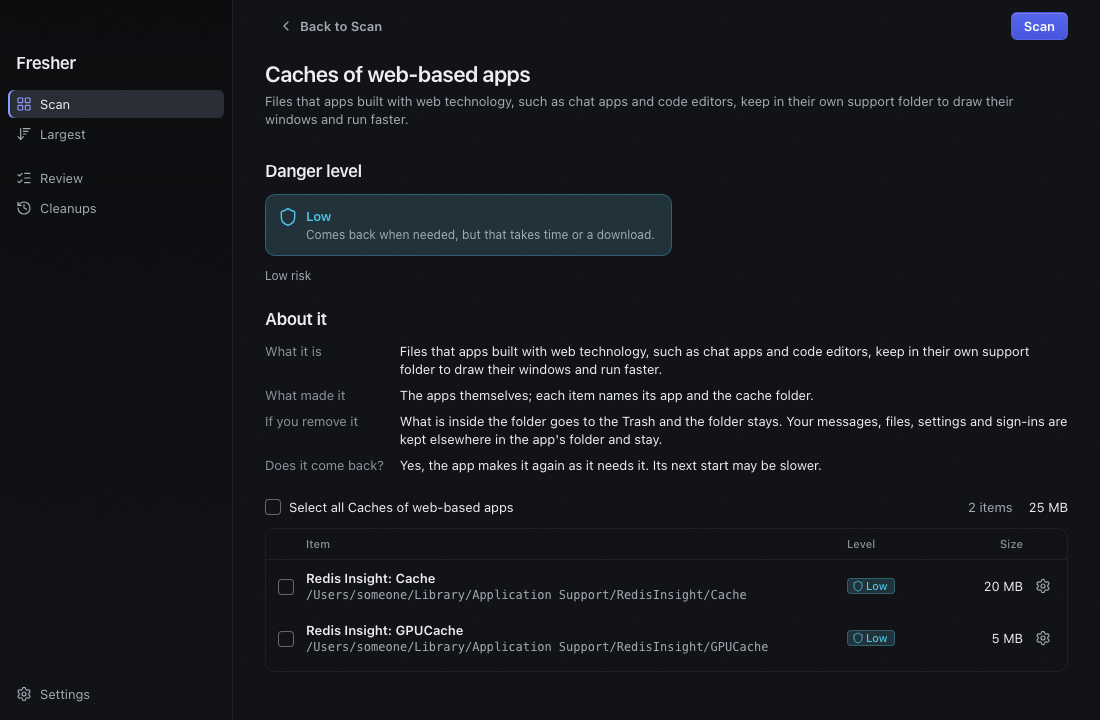 Back to Scan
Scan
Fresher
Scan
Largest
Review
Cleanups
Settings
Caches of web-based apps
Files that apps built with web technology, such as chat apps and code editors, keep in their own support folder to draw their
windows and run faster.
Danger level
Low
Comes back when needed, but that takes time or a download.
Low risk
About it
What it is
Files that apps built with web technology, such as chat apps and code editors, keep in their own support
folder to draw their windows and run faster.
What made it
The apps themselves; each item names its app and the cache folder.
If you remove it
What is inside the folder goes to the Trash and the folder stays. Your messages, files, settings and sign-ins are
kept elsewhere in the app's folder and stay.
Does it come back?
Yes, the app makes it again as it needs it. Its next start may be slower.
Select all Caches of web-based apps
2 items 25 MB
Item Level Size
Redis Insight: Cache
/Users/someone/Library/Application Support/RedisInsight/Cache
Low
20 MB
Redis Insight: GPUCache
/Users/someone/Library/Application Support/RedisInsight/GPUCache
Low
5 MB